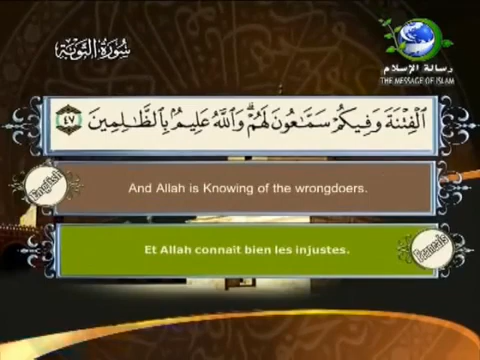 سورة التوبة
رسالة الإسلام
THE MESSAGE OF ISLAM
ٱلۡفِتۡنَةَ وَفِيكُمۡ سَمَّٰعُونَ لَهُمۡۗ وَٱللَّهُ عَلِيمُۢ بِٱلظَّٰلِمِينَ ٤٧
English
And Allah is Knowing of the wrongdoers.
Et Allah connaît bien les injustes.
Français